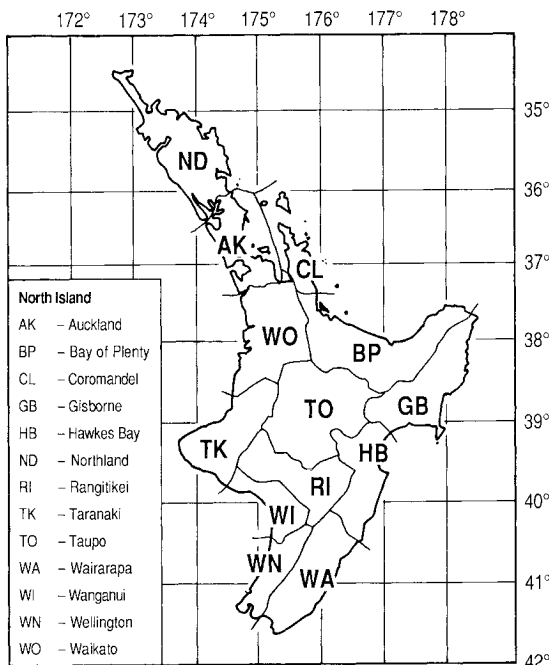 172° 173° 174° 175° 176° 177° 178°
35°
36°
37°
38°
39°
40°
41°
42°
ND
AK
CL
WO
BP
TO
GB
TK
HB
RI
WI
WN
WA
North Island
AK – Auckland
BP – Bay of Plenty
CL – Coromandel
GB – Gisborne
HB – Hawkes Bay
ND – Northland
RI – Rangitikei
TK – Taranaki
TO – Taupo
WA – Wairarapa
WI – Wanganui
WN – Wellington
WO – Waikato